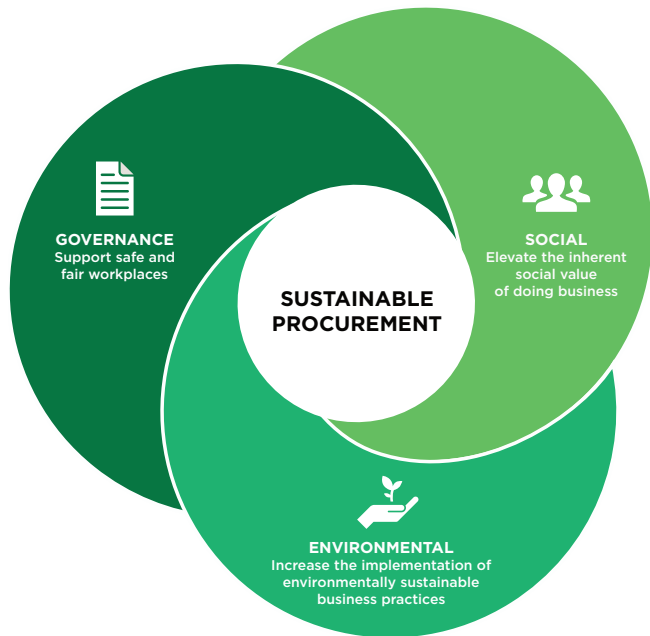 GOVERNANCE
Support safe and
fair workplaces
SOCIAL
Elevate the inherent
social value
of doing business
SUSTAINABLE
PROCUREMENT
ENVIRONMENTAL
Increase the implementation of
environmentally sustainable
business practices